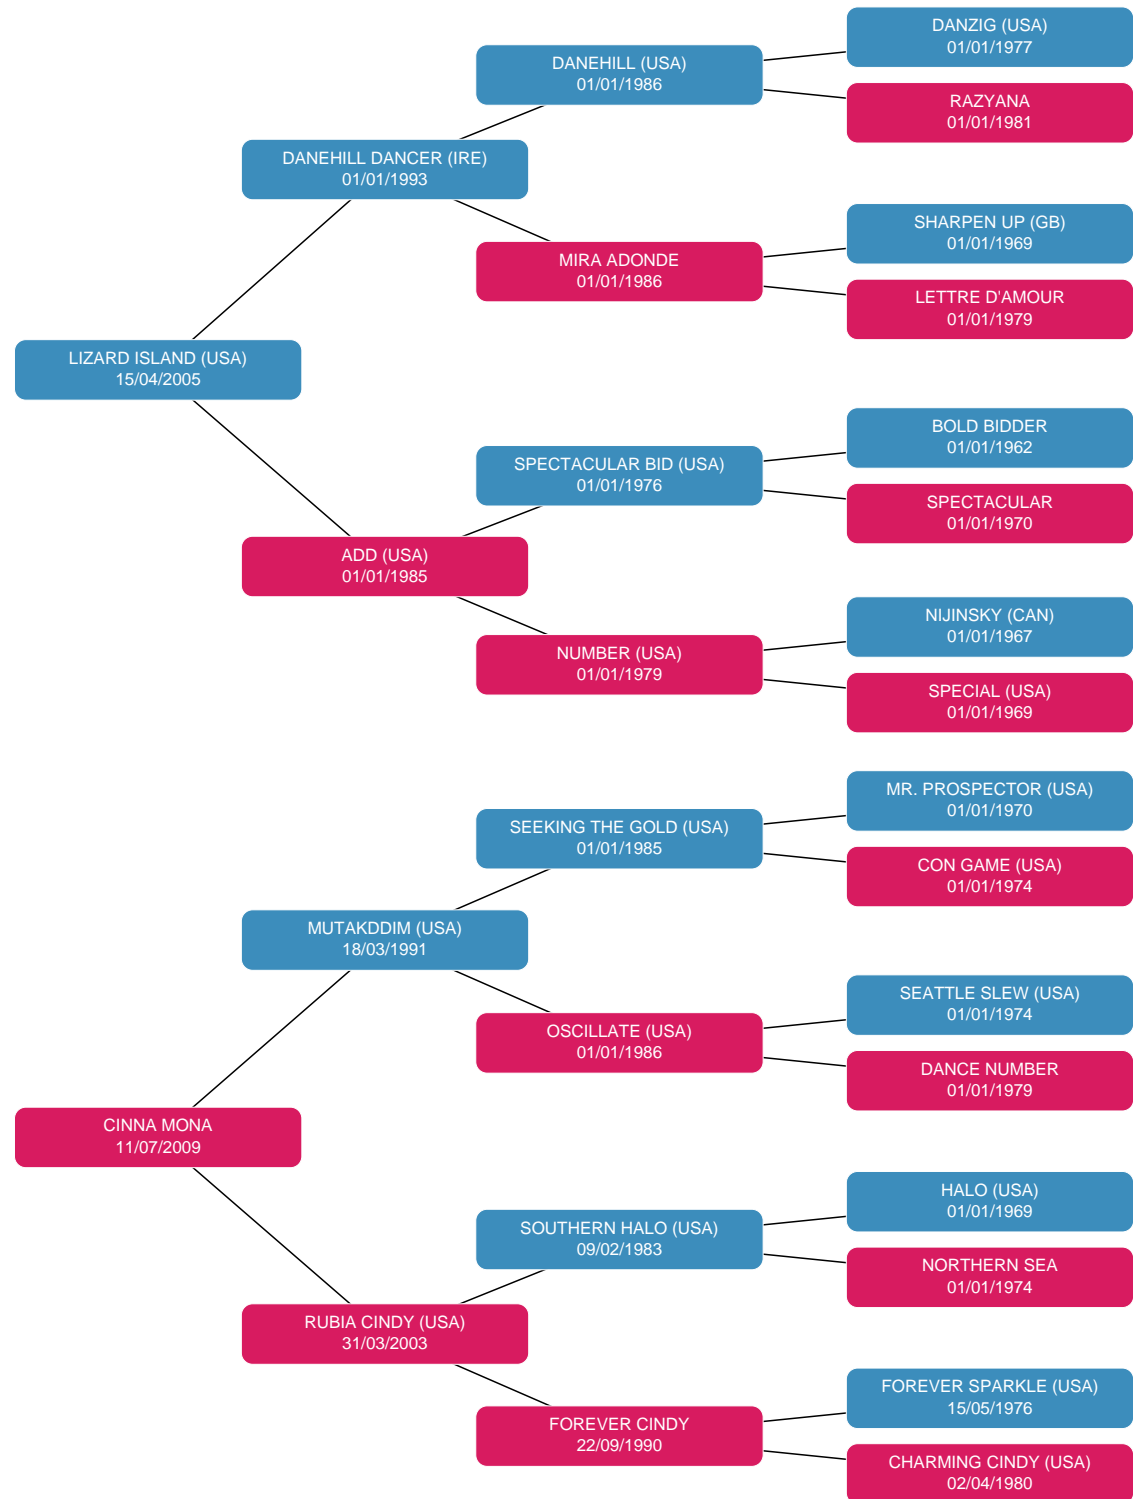 DANZIG (USA)
01/01/1977
DANEHILL (USA)
01/01/1986
RAZYANA
01/01/1981
DANEHILL DANCER (IRE)
01/01/1993
SHARPEN UP (GB)
01/01/1969
MIRA ADONDE
01/01/1986
LETTRE D'AMOUR
01/01/1979
LIZARD ISLAND (USA)
15/04/2005
BOLD BIDDER
01/01/1962
SPECTACULAR BID (USA)
01/01/1976
SPECTACULAR
01/01/1970
ADD (USA)
01/01/1985
NIJINSKY (CAN)
01/01/1967
NUMBER (USA)
01/01/1979
SPECIAL (USA)
01/01/1969
MR. PROSPECTOR (USA)
01/01/1970
SEEKING THE GOLD (USA)
01/01/1985
CON GAME (USA)
01/01/1974
MUTAKDDIM (USA)
18/03/1991
SEATTLE SLEW (USA)
01/01/1974
OSCILLATE (USA)
01/01/1986
DANCE NUMBER
01/01/1979
CINNA MONA
11/07/2009
HALO (USA)
01/01/1969
SOUTHERN HALO (USA)
09/02/1983
NORTHERN SEA
01/01/1974
RUBIA CINDY (USA)
31/03/2003
FOREVER SPARKLE (USA)
15/05/1976
FOREVER CINDY
22/09/1990
CHARMING CINDY (USA)
02/04/1980